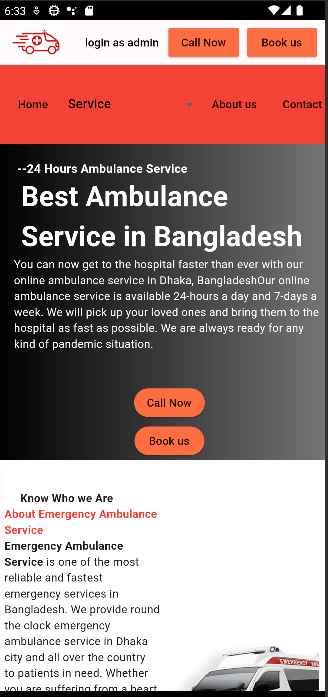 6:33
login as admin Call Now Book us
Home Service About us Contact
--24 Hours Ambulance Service
Best Ambulance
Service in Bangladesh
You can now get to the hospital faster than ever with our
online ambulance service in Dhaka, BangladeshOur online
ambulance service is available 24-hours a day and 7-days a
week. We will pick up your loved ones and bring them to the
hospital as fast as possible. We are always ready for any
kind of pandemic situation.
Call Now
Book us
Know Who we Are
About Emergency Ambulance
Service
Emergency Ambulance
Service is one of the most
reliable and fastest
emergency services in
Bangladesh. We provide round
the clock emergency
ambulance service in Dhaka
city and all over the country
to patients in need. Whether
you are suffering from a heart